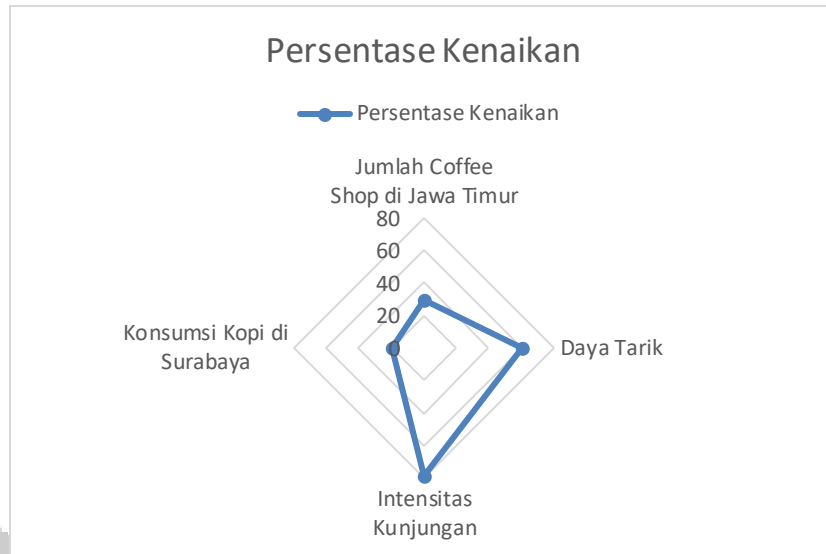 Persentase Kenaikan
Persentase Kenaikan
Jumlah Coffee
Shop di Jawa Timur
80
60
40
20
0
Konsumsi Kopi di
Surabaya
Daya Tarik
Intensitas
Kunjungan